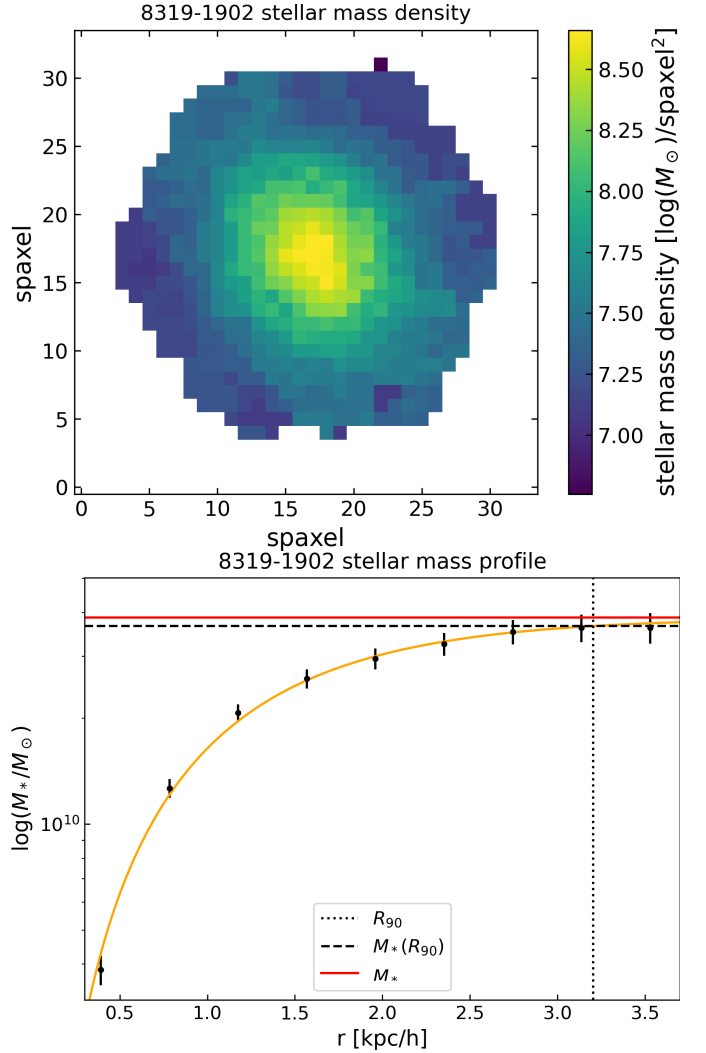 8319-1902 stellar mass density
30
25
20
15
10
5
0
spaxel
0 5 10 15 20 25 30
spaxel
8.50
8.25
8.00
7.75
7.50
7.25
7.00
stellar mass density [log(M⊙)/spaxel²]
8319-1902 stellar mass profile
log(M*/M⊙)
10¹⁰
R₉₀
M*(R₉₀)
M*
0.5 1.0 1.5 2.0 2.5 3.0 3.5
r [kpc/h]